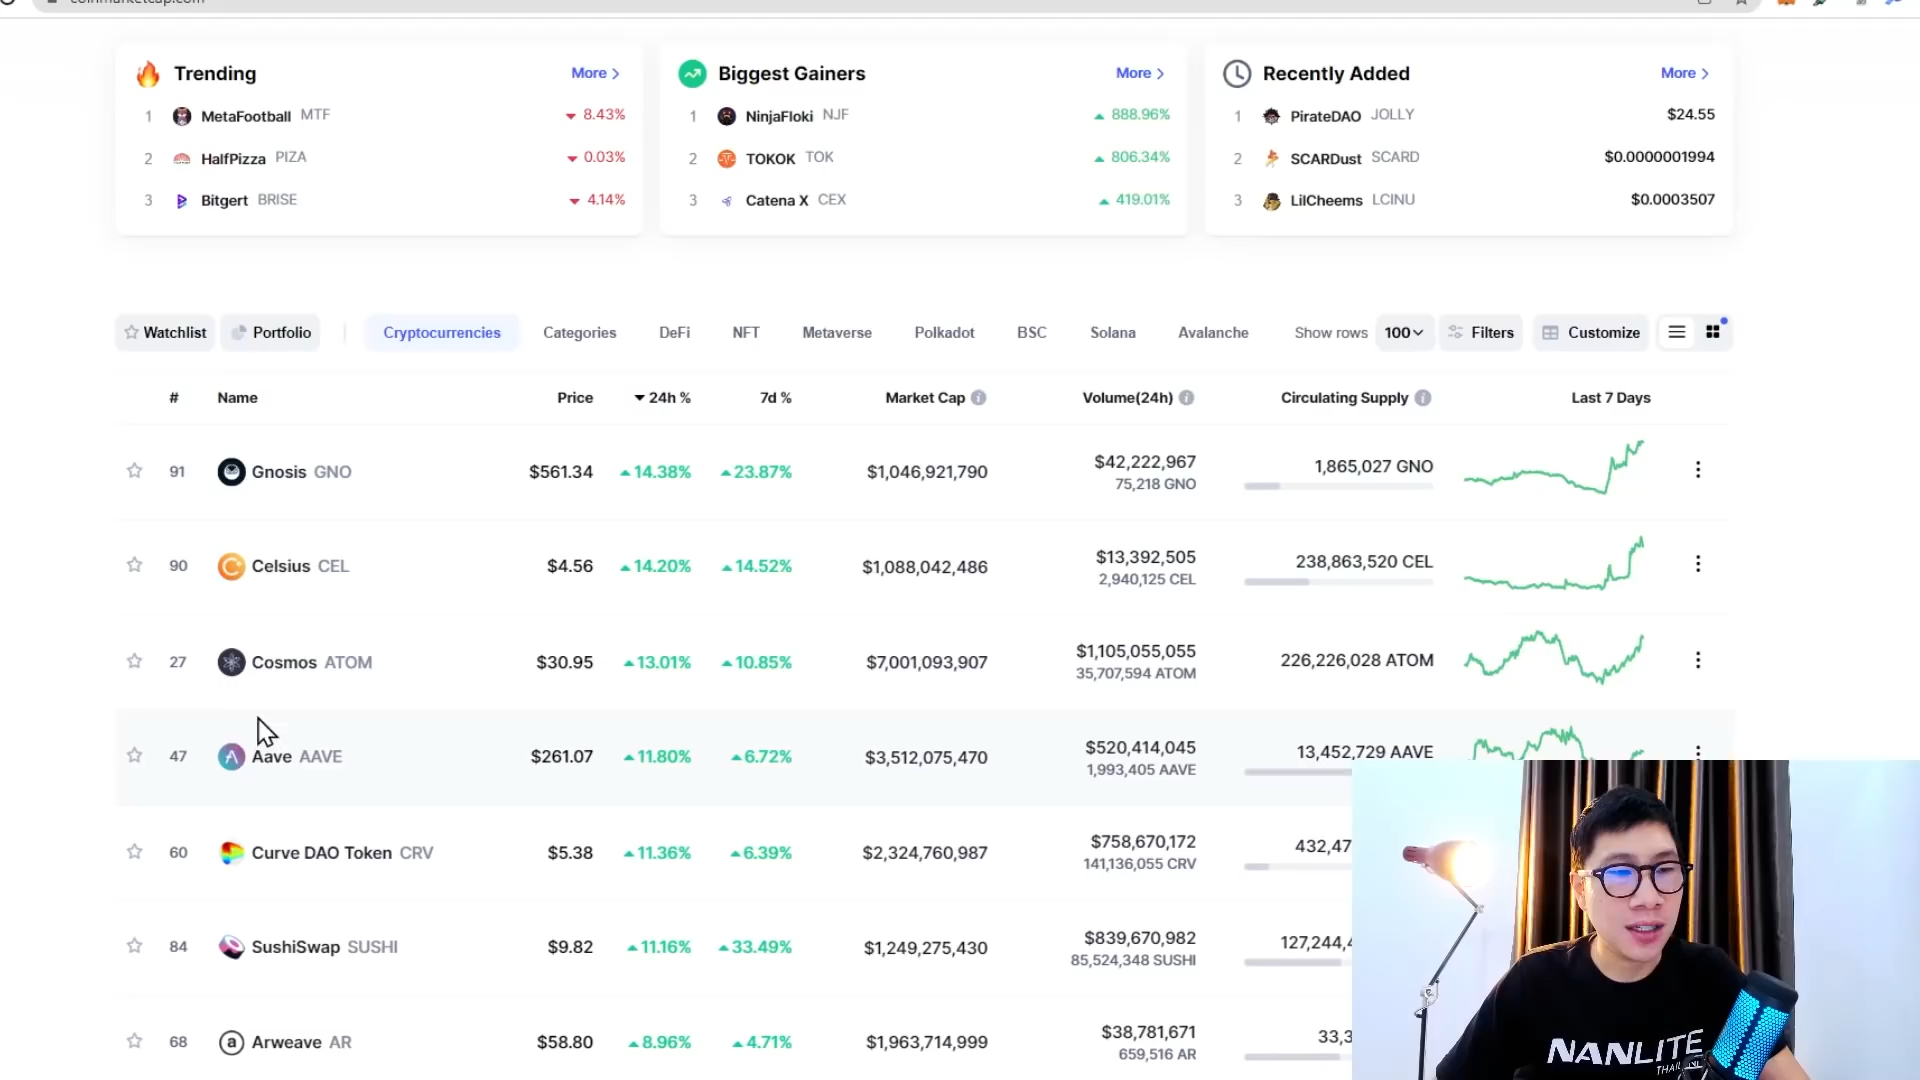 Trending
More >
1 MetaFootball MTF 8.43%
2 HalfPizza PIZA 0.03%
3 Bitgert BRISE 4.14%
Biggest Gainers
More >
1 NinjaFloki NJF 888.96%
2 TOKOK TOK 806.34%
3 Catena X CEX 419.01%
Recently Added
More >
1 PirateDAO JOLLY $24.55
2 SCARDust SCARD $0.0000001994
3 LilCheems LCINU $0.0003507
Watchlist Portfolio Cryptocurrencies Categories DeFi NFT Metaverse Polkadot BSC Solana Avalanche Show rows 100 Filters Customize
# Name Price 24h % 7d % Market Cap Volume(24h) Circulating Supply Last 7 Days
91 Gnosis GNO $561.34 14.38% 23.87% $1,046,921,790 $42,222,967 1,865,027 GNO
75,218 GNO
90 Celsius CEL $4.56 14.20% 14.52% $1,088,042,486 $13,392,505 238,863,520 CEL
2,940,125 CEL
27 Cosmos ATOM $30.95 13.01% 10.85% $7,001,093,907 $1,105,055,055 226,226,028 ATOM
35,707,594 ATOM
47 Aave AAVE $261.07 11.80% 6.72% $3,512,075,470 $520,414,045 13,452,729 AAVE
1,993,405 AAVE
60 Curve DAO Token CRV $5.38 11.36% 6.39% $2,324,760,987 $758,670,172 432,47
141,136,055 CRV
84 SushiSwap SUSHI $9.82 11.16% 33.49% $1,249,275,430 $839,670,982 127,244,4
85,524,348 SUSHI
68 Arweave AR $58.80 8.96% 4.71% $1,963,714,999 $38,781,671 33,3
659,516 AR
NANLITE